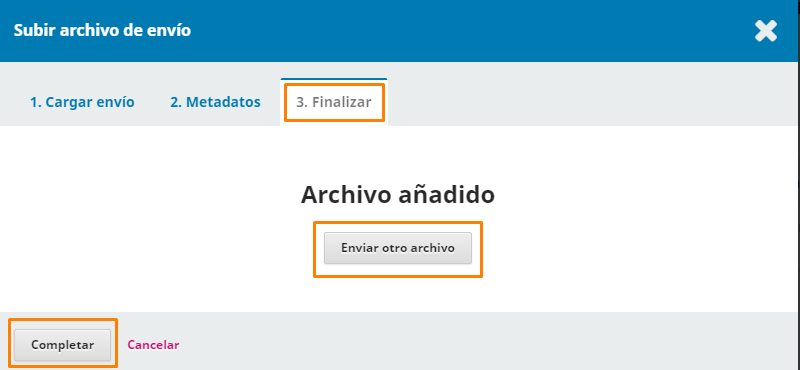 Subir archivo de envío
1. Cargar envío 2. Metadatos 3. Finalizar
Archivo añadido
Enviar otro archivo
Completar Cancelar